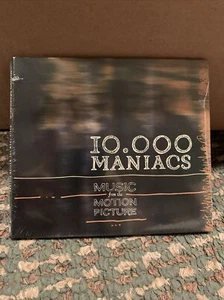 10.000
MANIACS
MUSIC
from the
MOTION
PICTURE